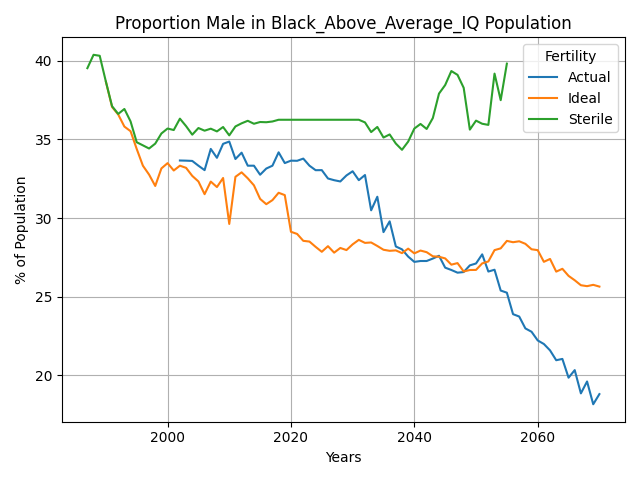 Proportion Male in Black_Above_Average_IQ Population
Fertility
Actual
Ideal
Sterile
% of Population
40
35
30
25
20
2000
2020
2040
2060
Years